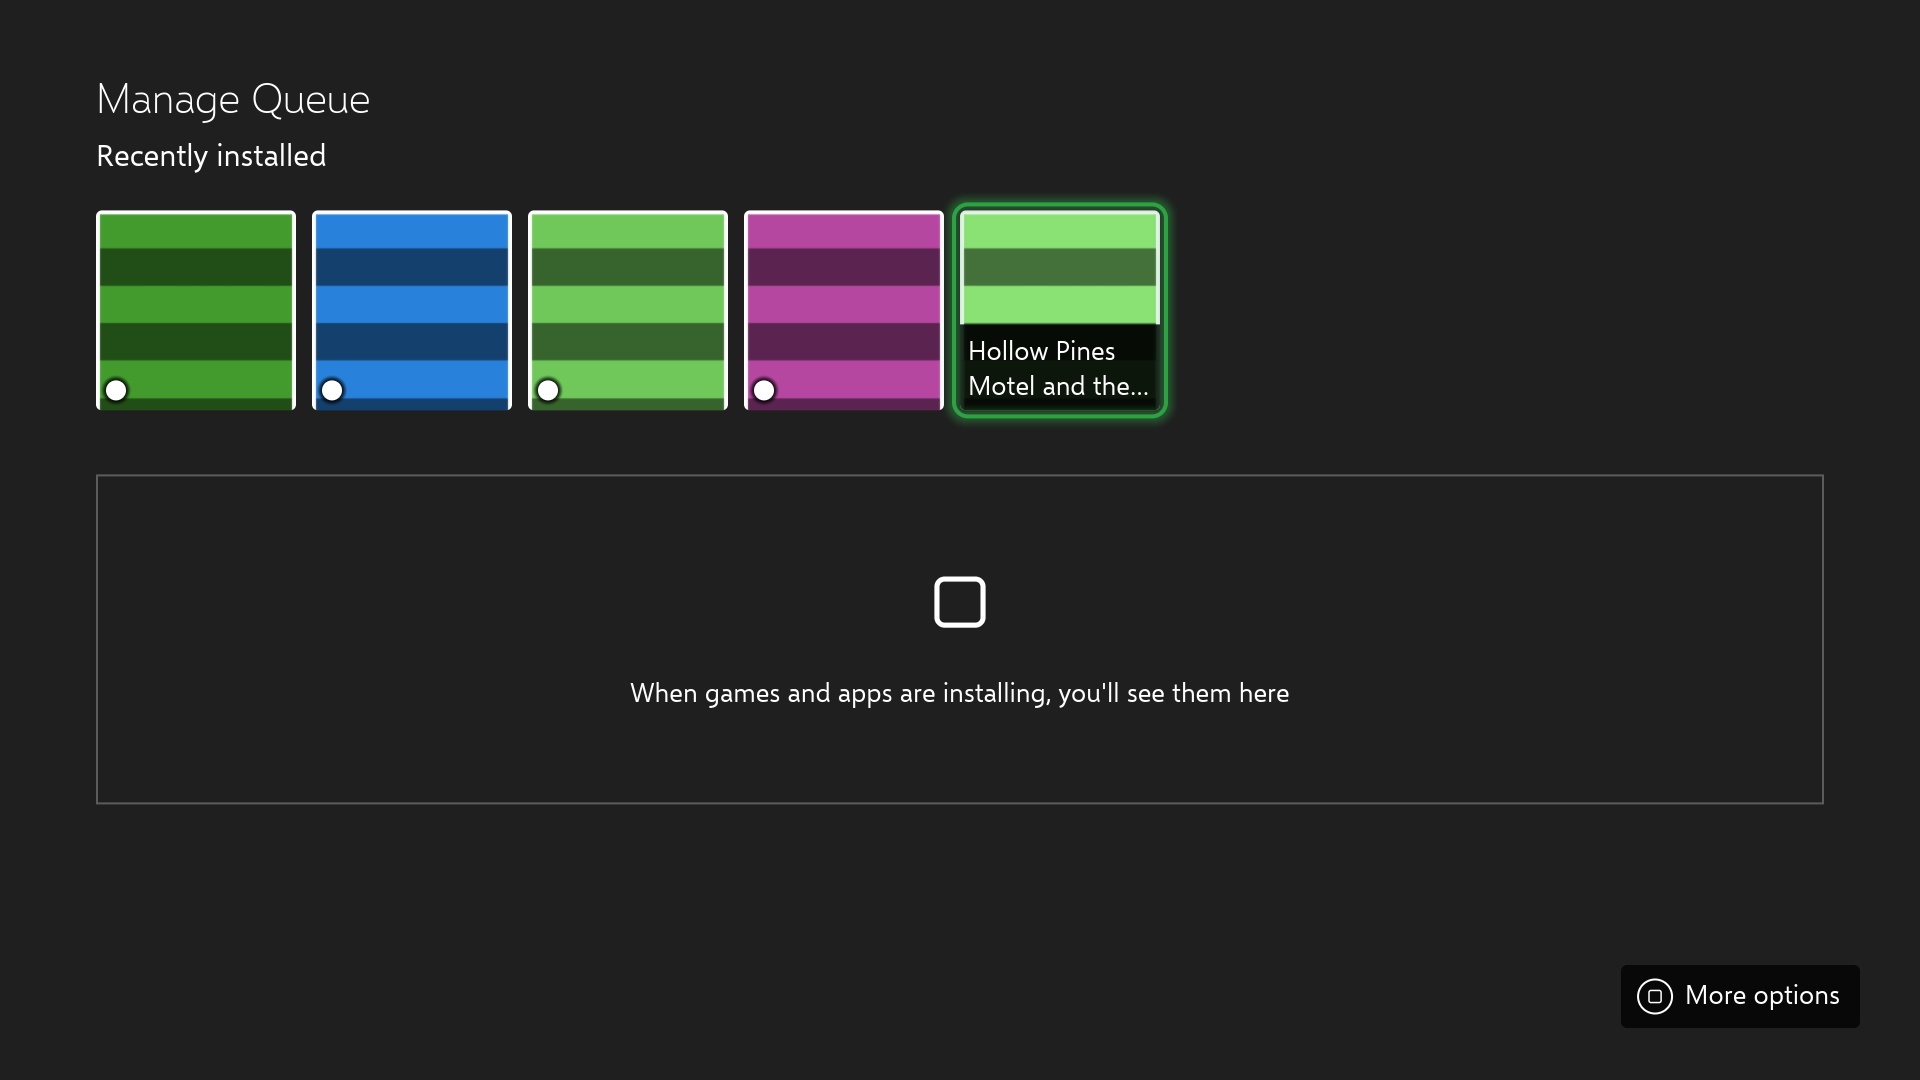 Manage Queue
Recently installed
Hollow Pines
Motel and the...
When games and apps are installing, you'll see them here
More options